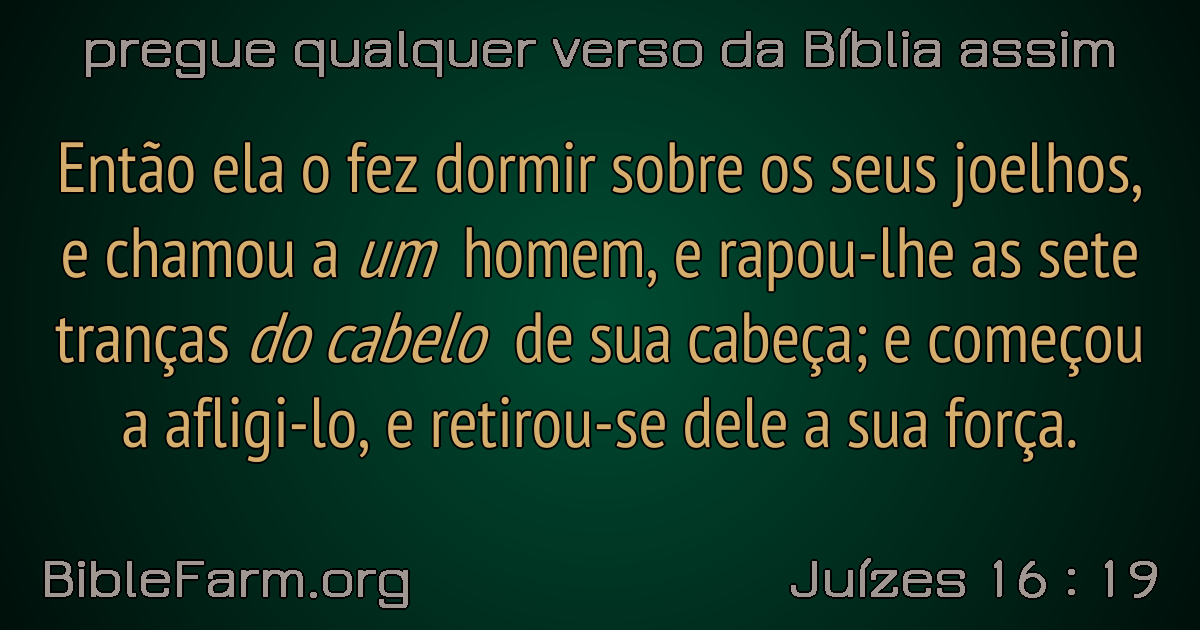 pregue qualquer verso da Bíblia assim
Então ela o fez dormir sobre os seus joelhos,
e chamou a um homem, e rapou-lhe as sete
tranças do cabelo de sua cabeça; e começou
a afligi-lo, e retirou-se dele a sua força.
BibleFarm.org
Juízes 16 : 19